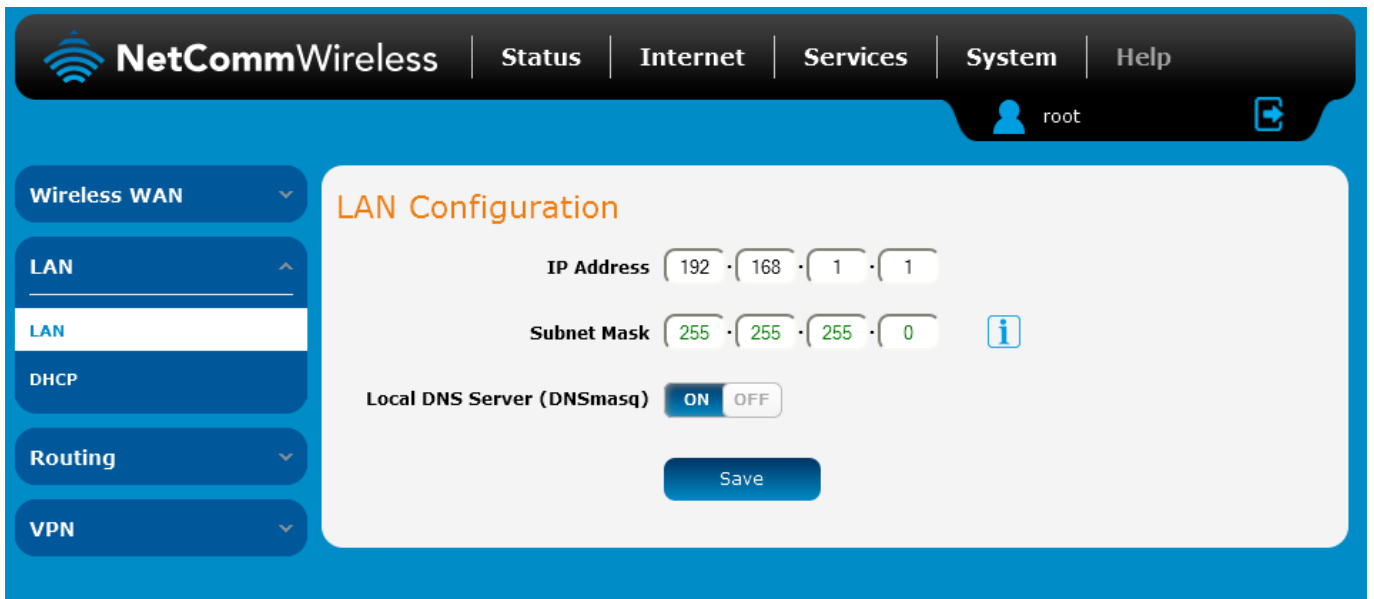 NetCommWireless Status Internet Services System Help
root
Wireless WAN
LAN
LAN
DHCP
Routing
VPN
LAN Configuration
IP Address 192 · 168 · 1 · 1
Subnet Mask 255 · 255 · 255 · 0 i
Local DNS Server (DNSmasq) ON OFF
Save